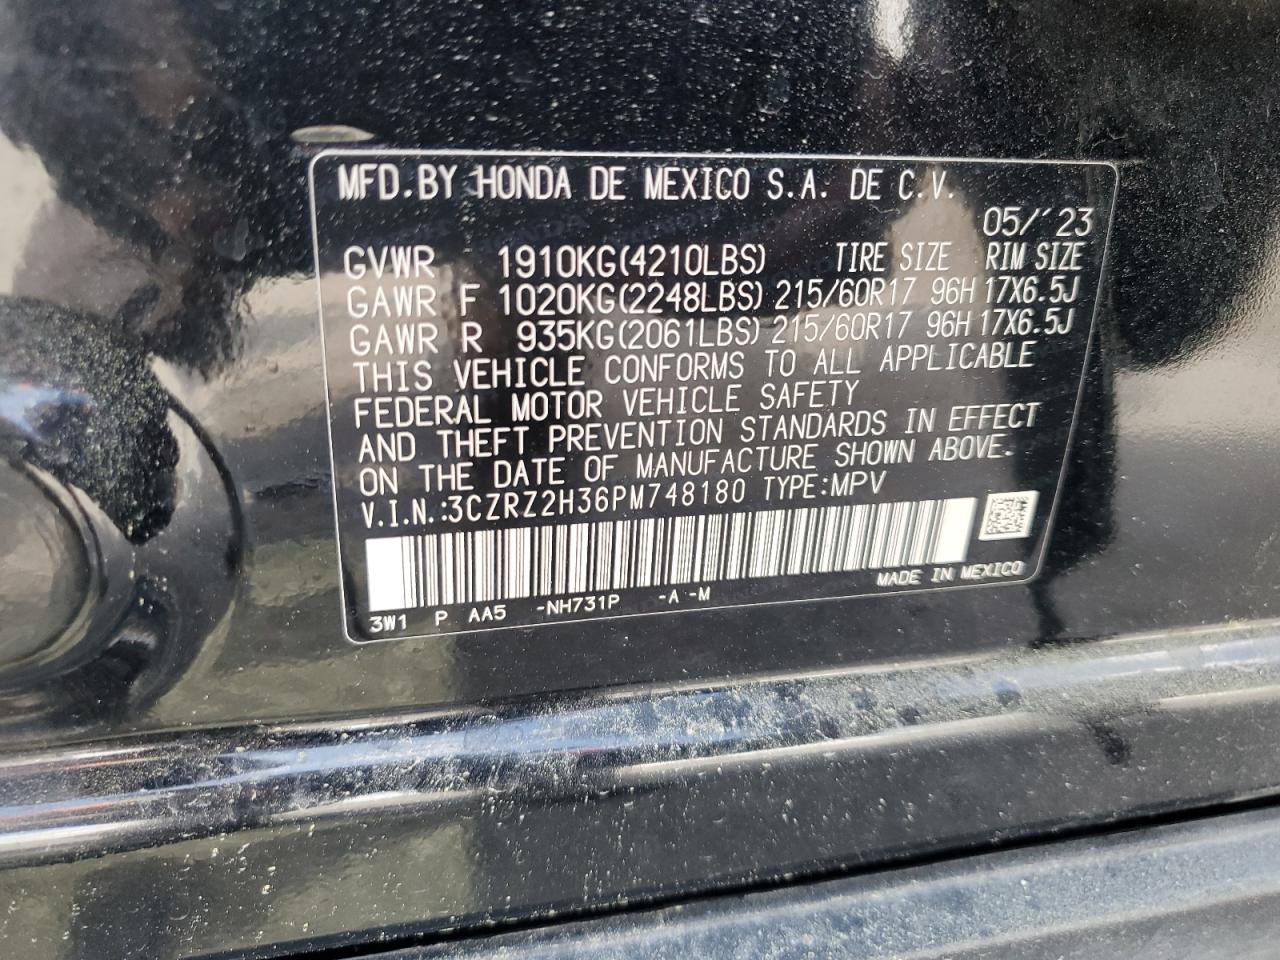 MFD.BY HONDA DE MEXICO S.A. DE C.V.
05/´23
GVWR 1910KG(4210LBS) TIRE SIZE RIM SIZE
GAWR F 1020KG(2248LBS) 215/60R17 96H 17X6.5J
GAWR R 935KG(2061LBS) 215/60R17 96H 17X6.5J
THIS VEHICLE CONFORMS TO ALL APPLICABLE
FEDERAL MOTOR VEHICLE SAFETY
AND THEFT PREVENTION STANDARDS IN EFFECT
ON THE DATE OF MANUFACTURE SHOWN ABOVE.
V.I.N.:3CZRZ2H36PM748180 TYPE:MPV
MADE IN MEXICO
3W1 P AA5 -NH731P -A -M